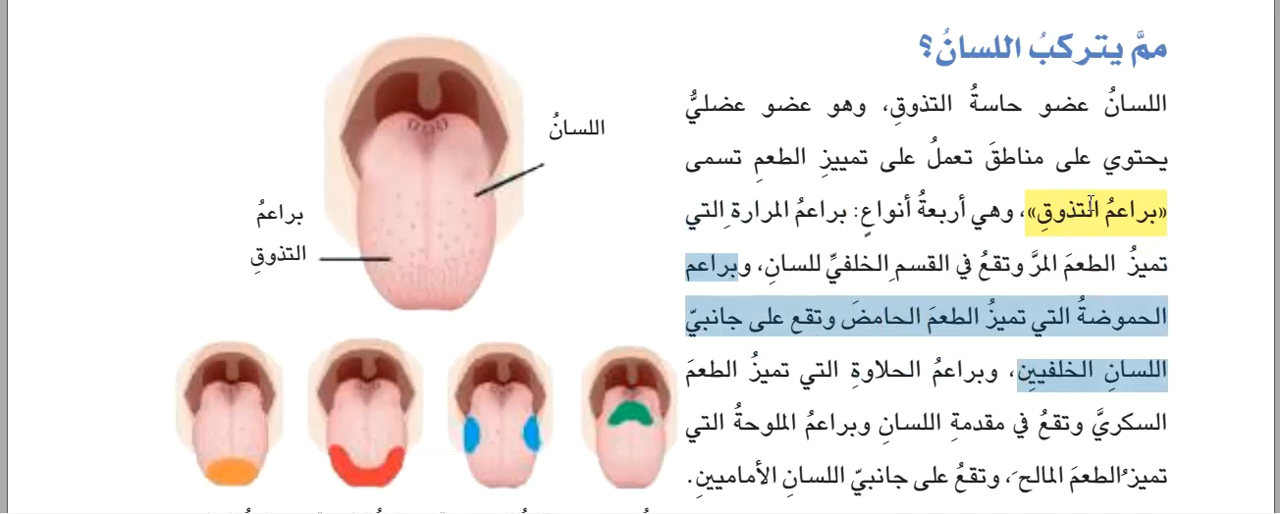 ممَّ يتركبُ اللسانُ؟
اللسانُ عضو حاسةُ التذوقِ، وهو عضو عضليٌّ
يحتوي على مناطقَ تعملُ على تمييزِ الطعمِ تسمى
«براعمُ التذوقِ»، وهي أربعةُ أنواعٍ: براعمُ المرارةِ التي
تميزُ الطعمَ المرَّ وتقعُ في القسمِ الخلفيِّ للسانِ، وبراعم
الحموضةُ التي تميزُ الطعمَ الحامضَ وتقع على جانبيّ
اللسانِ الخلفيينِ، وبراعمُ الحلاوةِ التي تميزُ الطعمَ
السكريَّ وتقعُ في مقدمةِ اللسانِ وبراعمُ الملوحةُ التي
تميزُ الطعمَ المالحَ، وتقعُ على جانبيّ اللسانِ الأماميينِ.
اللسانُ
براعمُ
التذوقِ